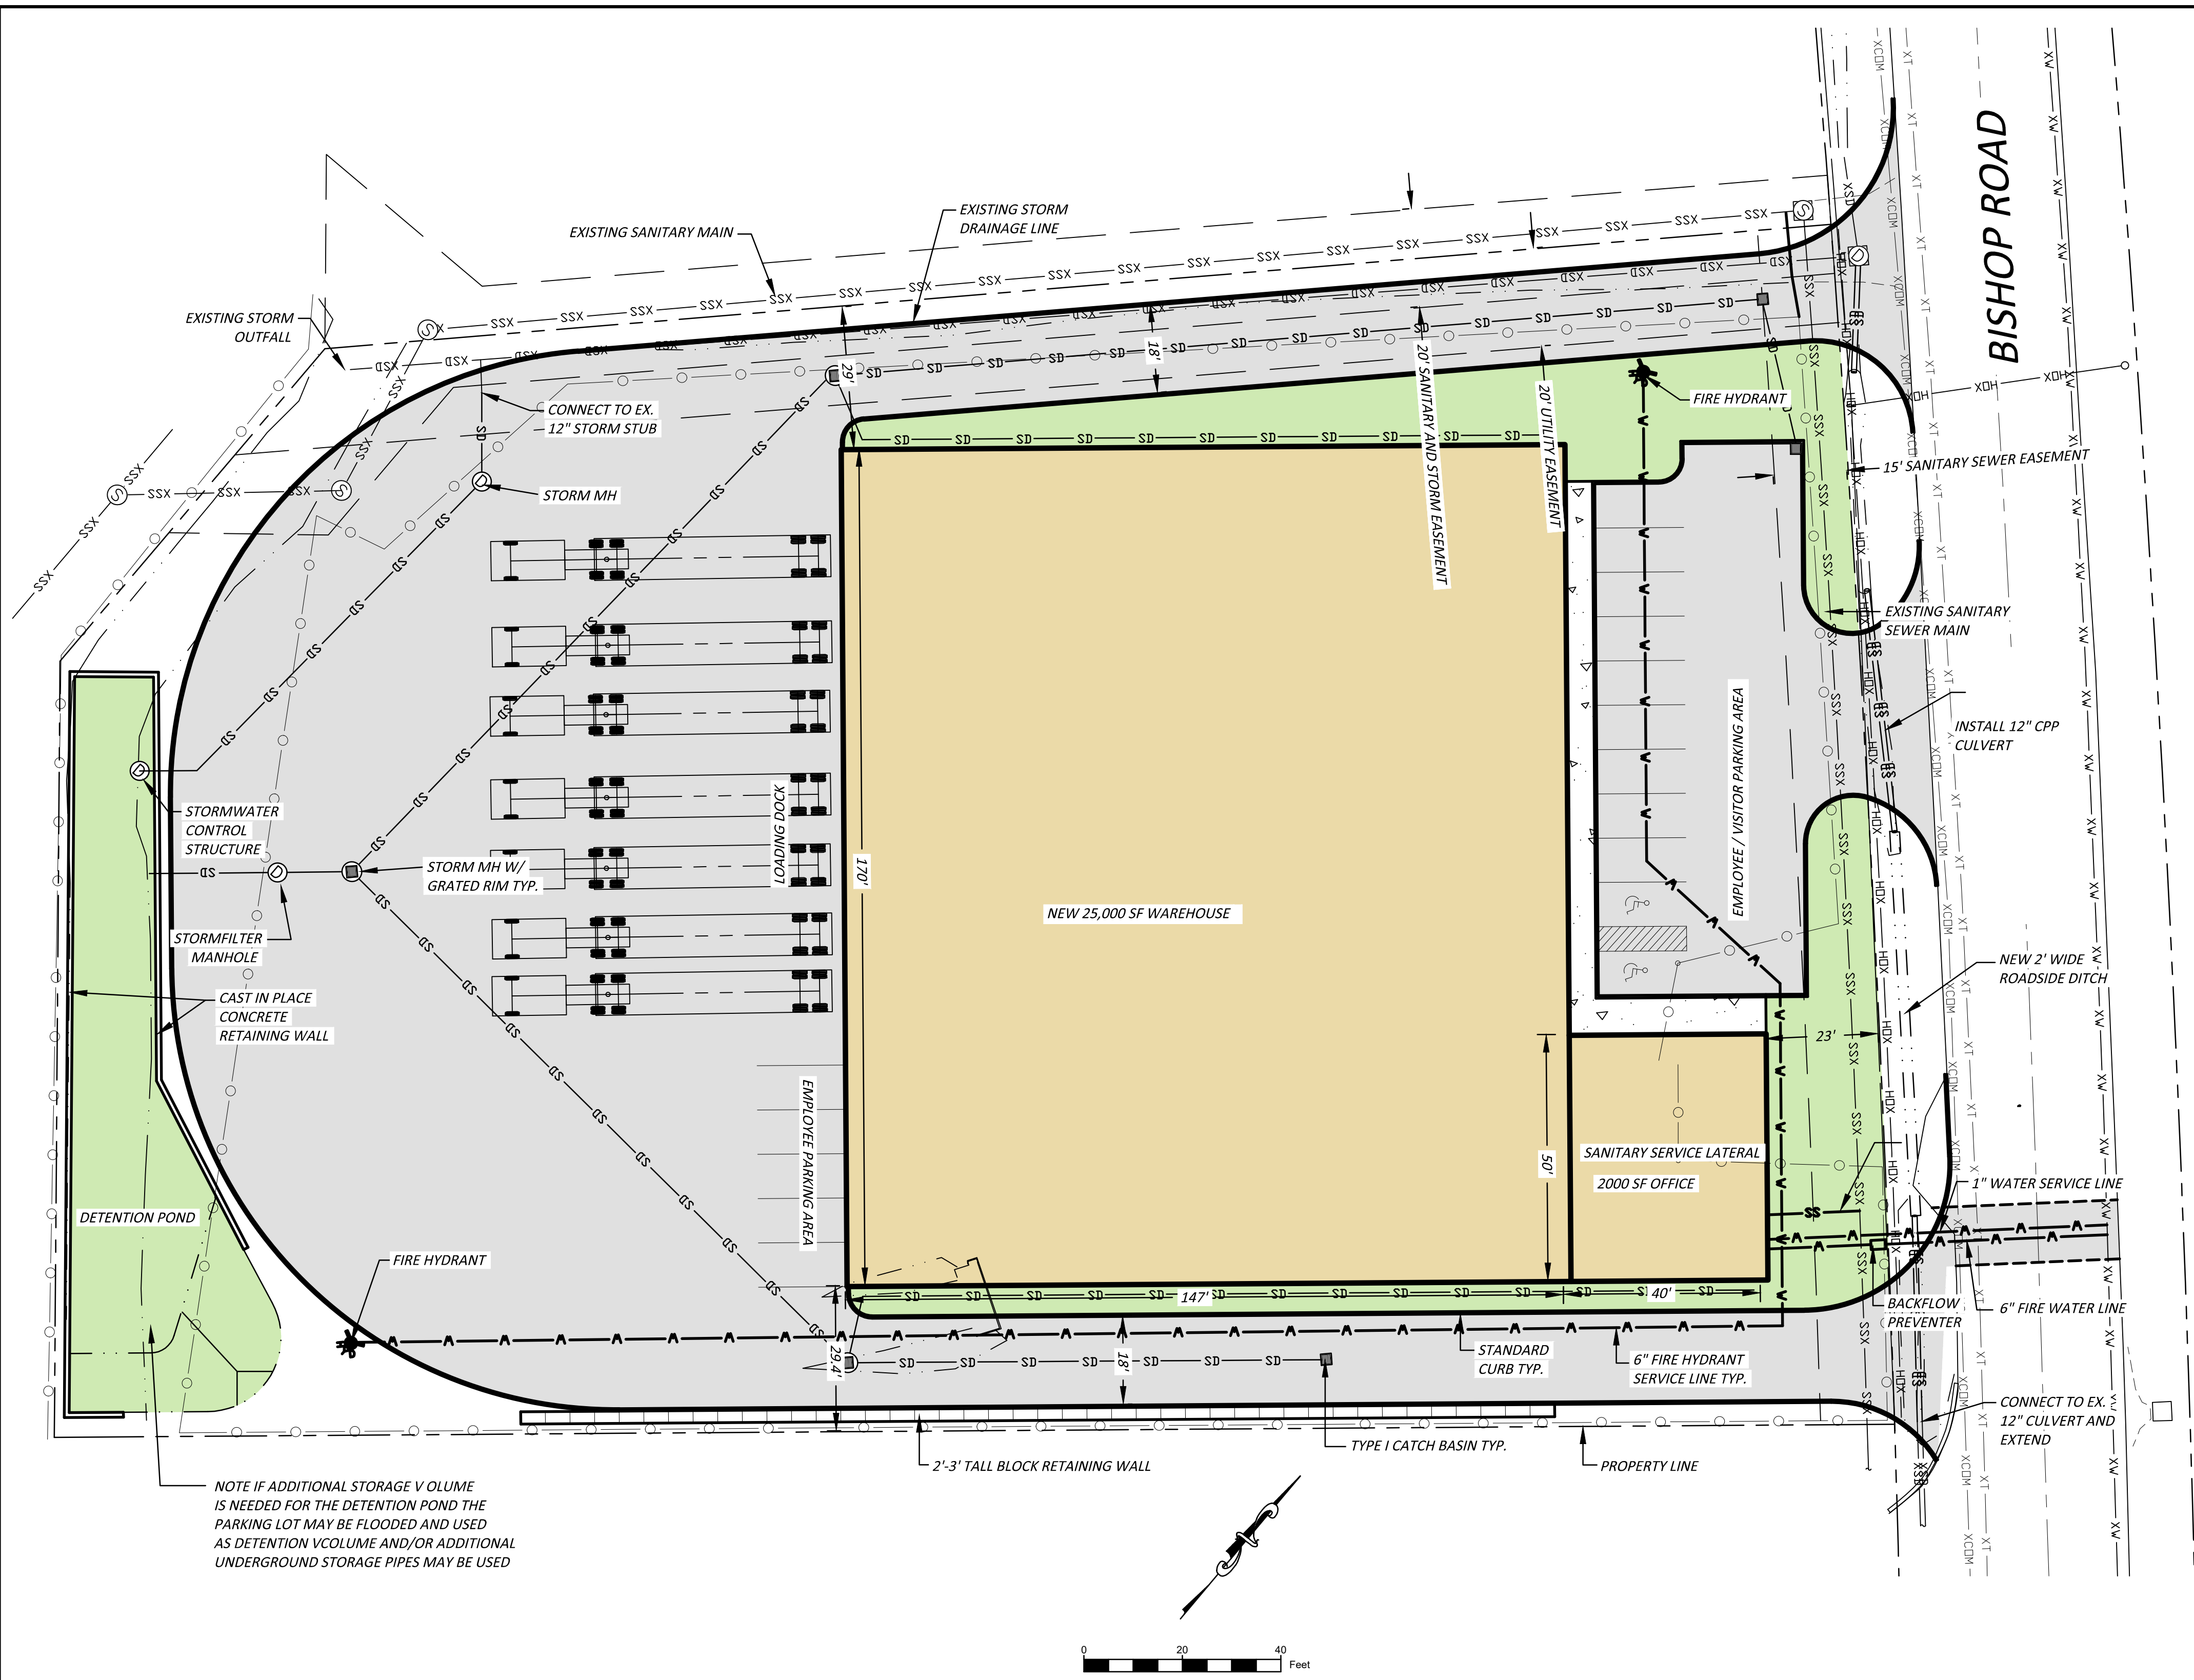 BISHOP ROAD
EXISTING STORM
DRAINAGE LINE
EXISTING SANITARY MAIN
EXISTING STORM
OUTFALL
CONNECT TO EX.
12" STORM STUB
STORM MH
29'
18'
20' SANITARY AND STORM EASEMENT
20' UTILITY EASEMENT
FIRE HYDRANT
15' SANITARY SEWER EASEMENT
EXISTING SANITARY
SEWER MAIN
INSTALL 12" CPP
CULVERT
EMPLOYEE / VISITOR PARKING AREA
LOADING DOCK
170'
STORMWATER
CONTROL
STRUCTURE
STORM MH W/
GRATED RIM TYP.
STORMFILTER
MANHOLE
NEW 25,000 SF WAREHOUSE
NEW 2' WIDE
ROADSIDE DITCH
CAST IN PLACE
CONCRETE
RETAINING WALL
23'
EMPLOYEE PARKING AREA
50'
SANITARY SERVICE LATERAL
2000 SF OFFICE
1" WATER SERVICE LINE
DETENTION POND
FIRE HYDRANT
147'
40'
BACKFLOW
PREVENTER
6" FIRE WATER LINE
29.4'
18'
STANDARD
CURB TYP.
6" FIRE HYDRANT
SERVICE LINE TYP.
CONNECT TO EX.
12" CULVERT AND
EXTEND
TYPE I CATCH BASIN TYP.
2'-3' TALL BLOCK RETAINING WALL
PROPERTY LINE
NOTE IF ADDITIONAL STORAGE V OLUME
IS NEEDED FOR THE DETENTION POND THE
PARKING LOT MAY BE FLOODED AND USED
AS DETENTION VCOLUME AND/OR ADDITIONAL
UNDERGROUND STORAGE PIPES MAY BE USED
0 20 40
Feet